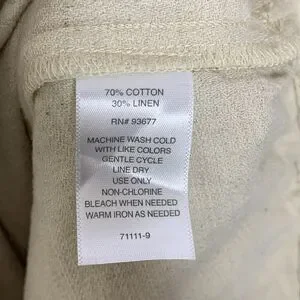 70% COTTON
30% LINEN
RN# 93677
MACHINE WASH COLD
WITH LIKE COLORS
GENTLE CYCLE
LINE DRY
USE ONLY
NON-CHLORINE
BLEACH WHEN NEEDED
WARM IRON AS NEEDED
71111-9